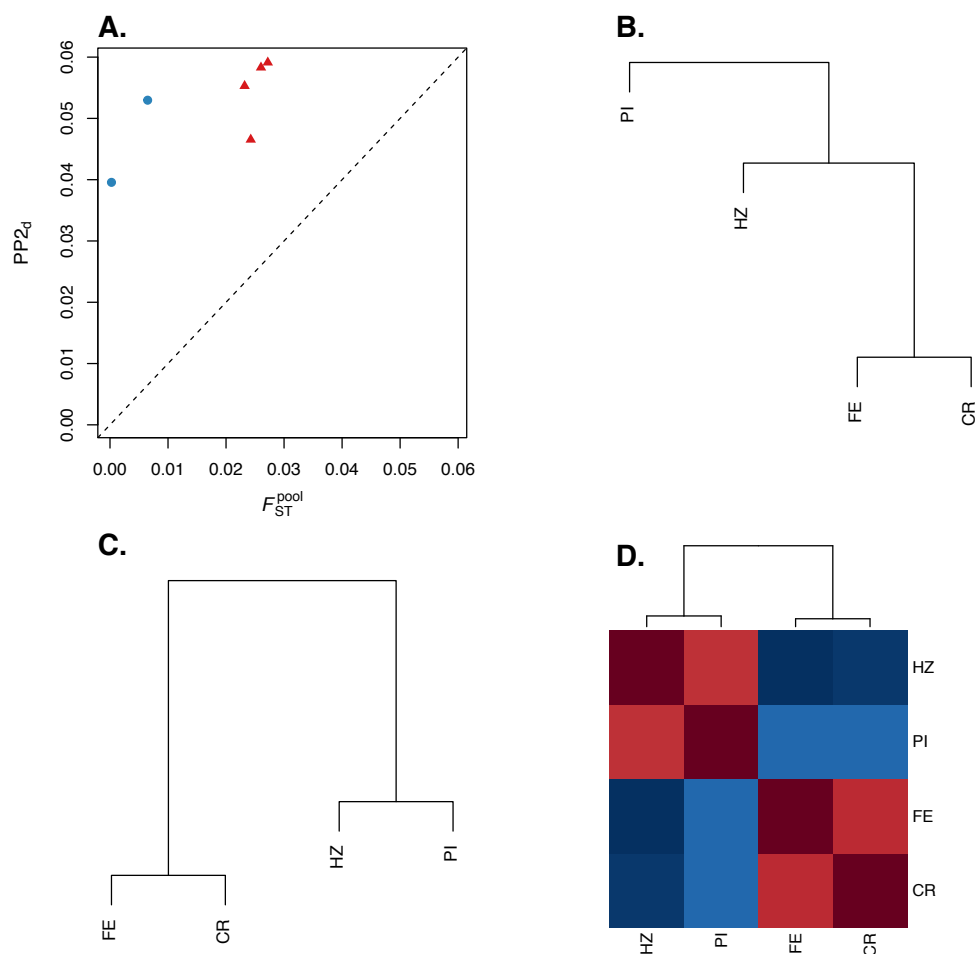 A.
0.06
0.05
0.04
0.03
0.02
0.01
0.00
PP2d
0.00 0.01 0.02 0.03 0.04 0.05 0.06
F ST pool
B.
PI
HZ
FE
CR
C.
HZ
PI
FE
CR
D.
HZ
PI
FE
CR
HZ PI FE CR